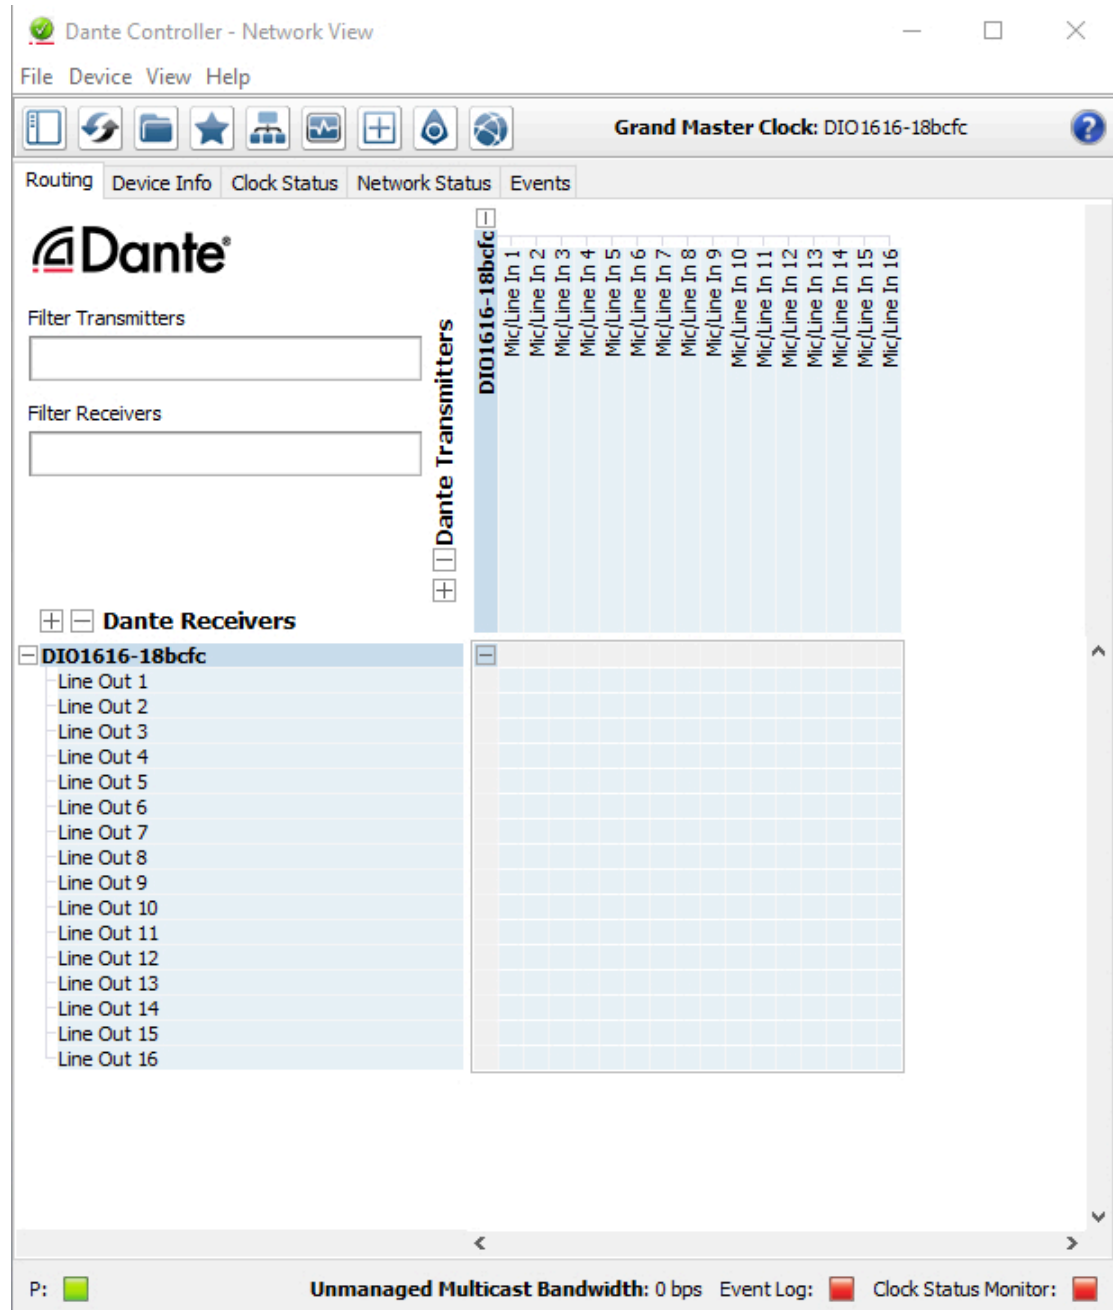 Dante Controller - Network View
File Device View Help
Grand Master Clock: DIO1616-18bcfc
Routing Device Info Clock Status Network Status Events
Dante®
Filter Transmitters
Filter Receivers
Dante Transmitters
DIO1616-18bcfc
Mic/Line In 1
Mic/Line In 2
Mic/Line In 3
Mic/Line In 4
Mic/Line In 5
Mic/Line In 6
Mic/Line In 7
Mic/Line In 8
Mic/Line In 9
Mic/Line In 10
Mic/Line In 11
Mic/Line In 12
Mic/Line In 13
Mic/Line In 14
Mic/Line In 15
Mic/Line In 16
Dante Receivers
DIO1616-18bcfc
Line Out 1
Line Out 2
Line Out 3
Line Out 4
Line Out 5
Line Out 6
Line Out 7
Line Out 8
Line Out 9
Line Out 10
Line Out 11
Line Out 12
Line Out 13
Line Out 14
Line Out 15
Line Out 16
P: Unmanaged Multicast Bandwidth: 0 bps Event Log: Clock Status Monitor: